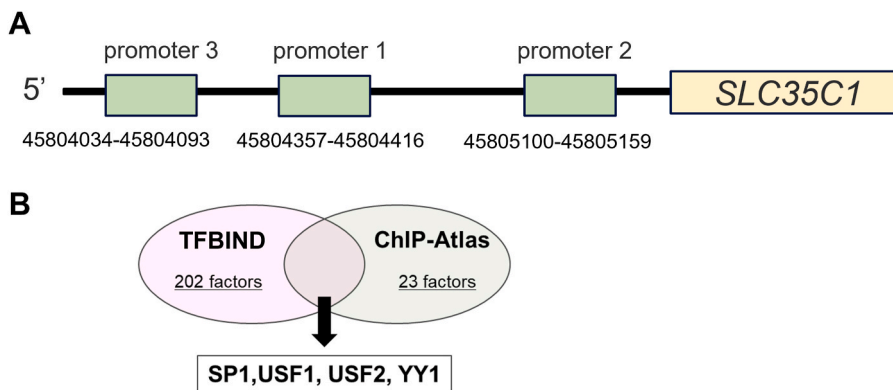 A
promoter 3 promoter 1 promoter 2
5’ SLC35C1
45804034-45804093 45804357-45804416 45805100-45805159
B
TFBIND ChIP-Atlas
202 factors 23 factors
SP1,USF1, USF2, YY1